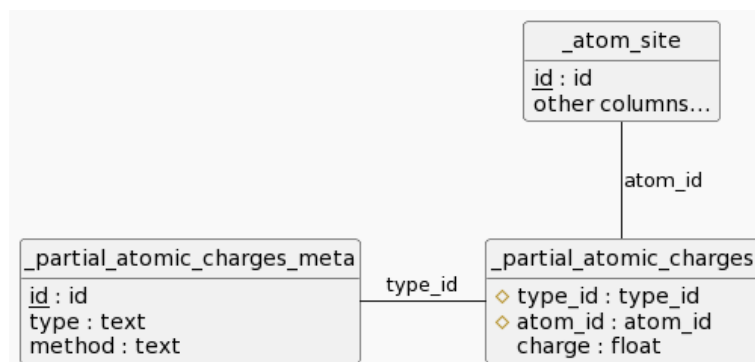 _atom_site
id : id
other columns...
atom_id
_partial_atomic_charges_meta
id : id
type : text
method : text
type_id
_partial_atomic_charges
type_id : type_id
atom_id : atom_id
charge : float